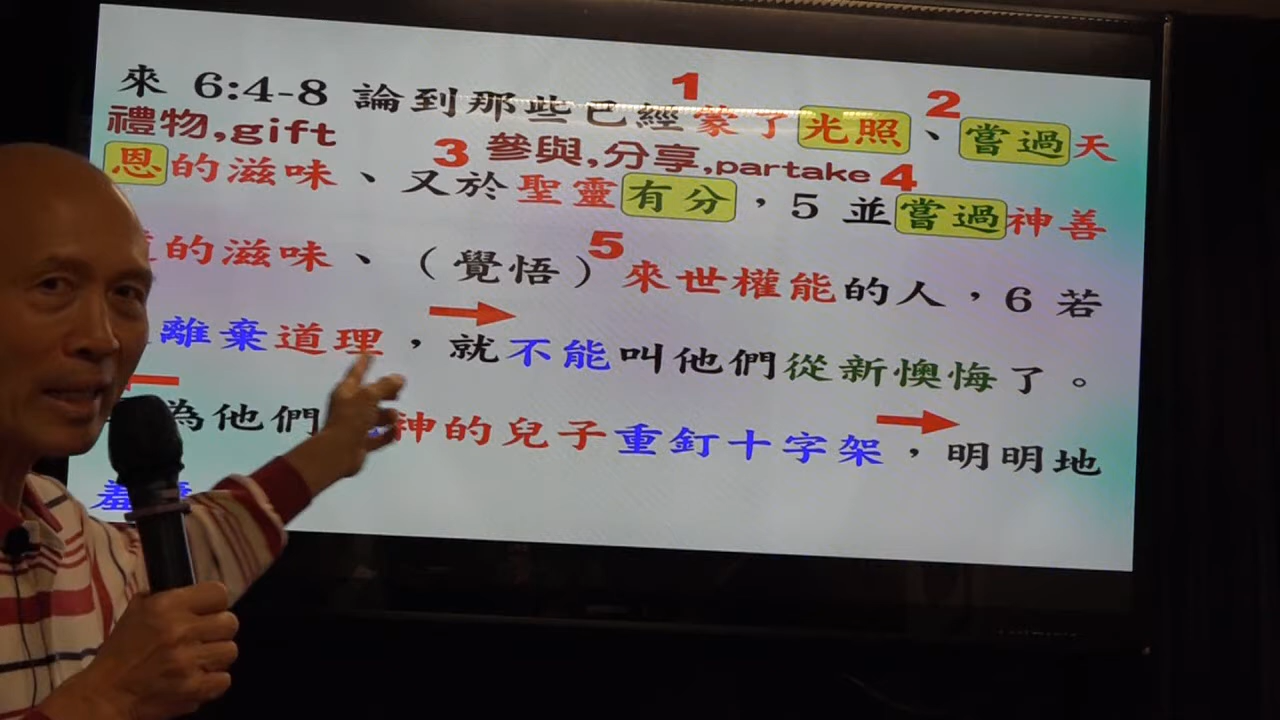 1 2
來 6:4-8 論到那些已經蒙了光照、嘗過天
禮物,gift 3 參與,分享,partake 4
恩的滋味、又於聖靈有分，5 並嘗過神善
5
的滋味、（覺悟）來世權能的人，6 若
離棄道理，就不能叫他們從新懊悔了。
為他們 神的兒子重釘十字架，明明地
羞